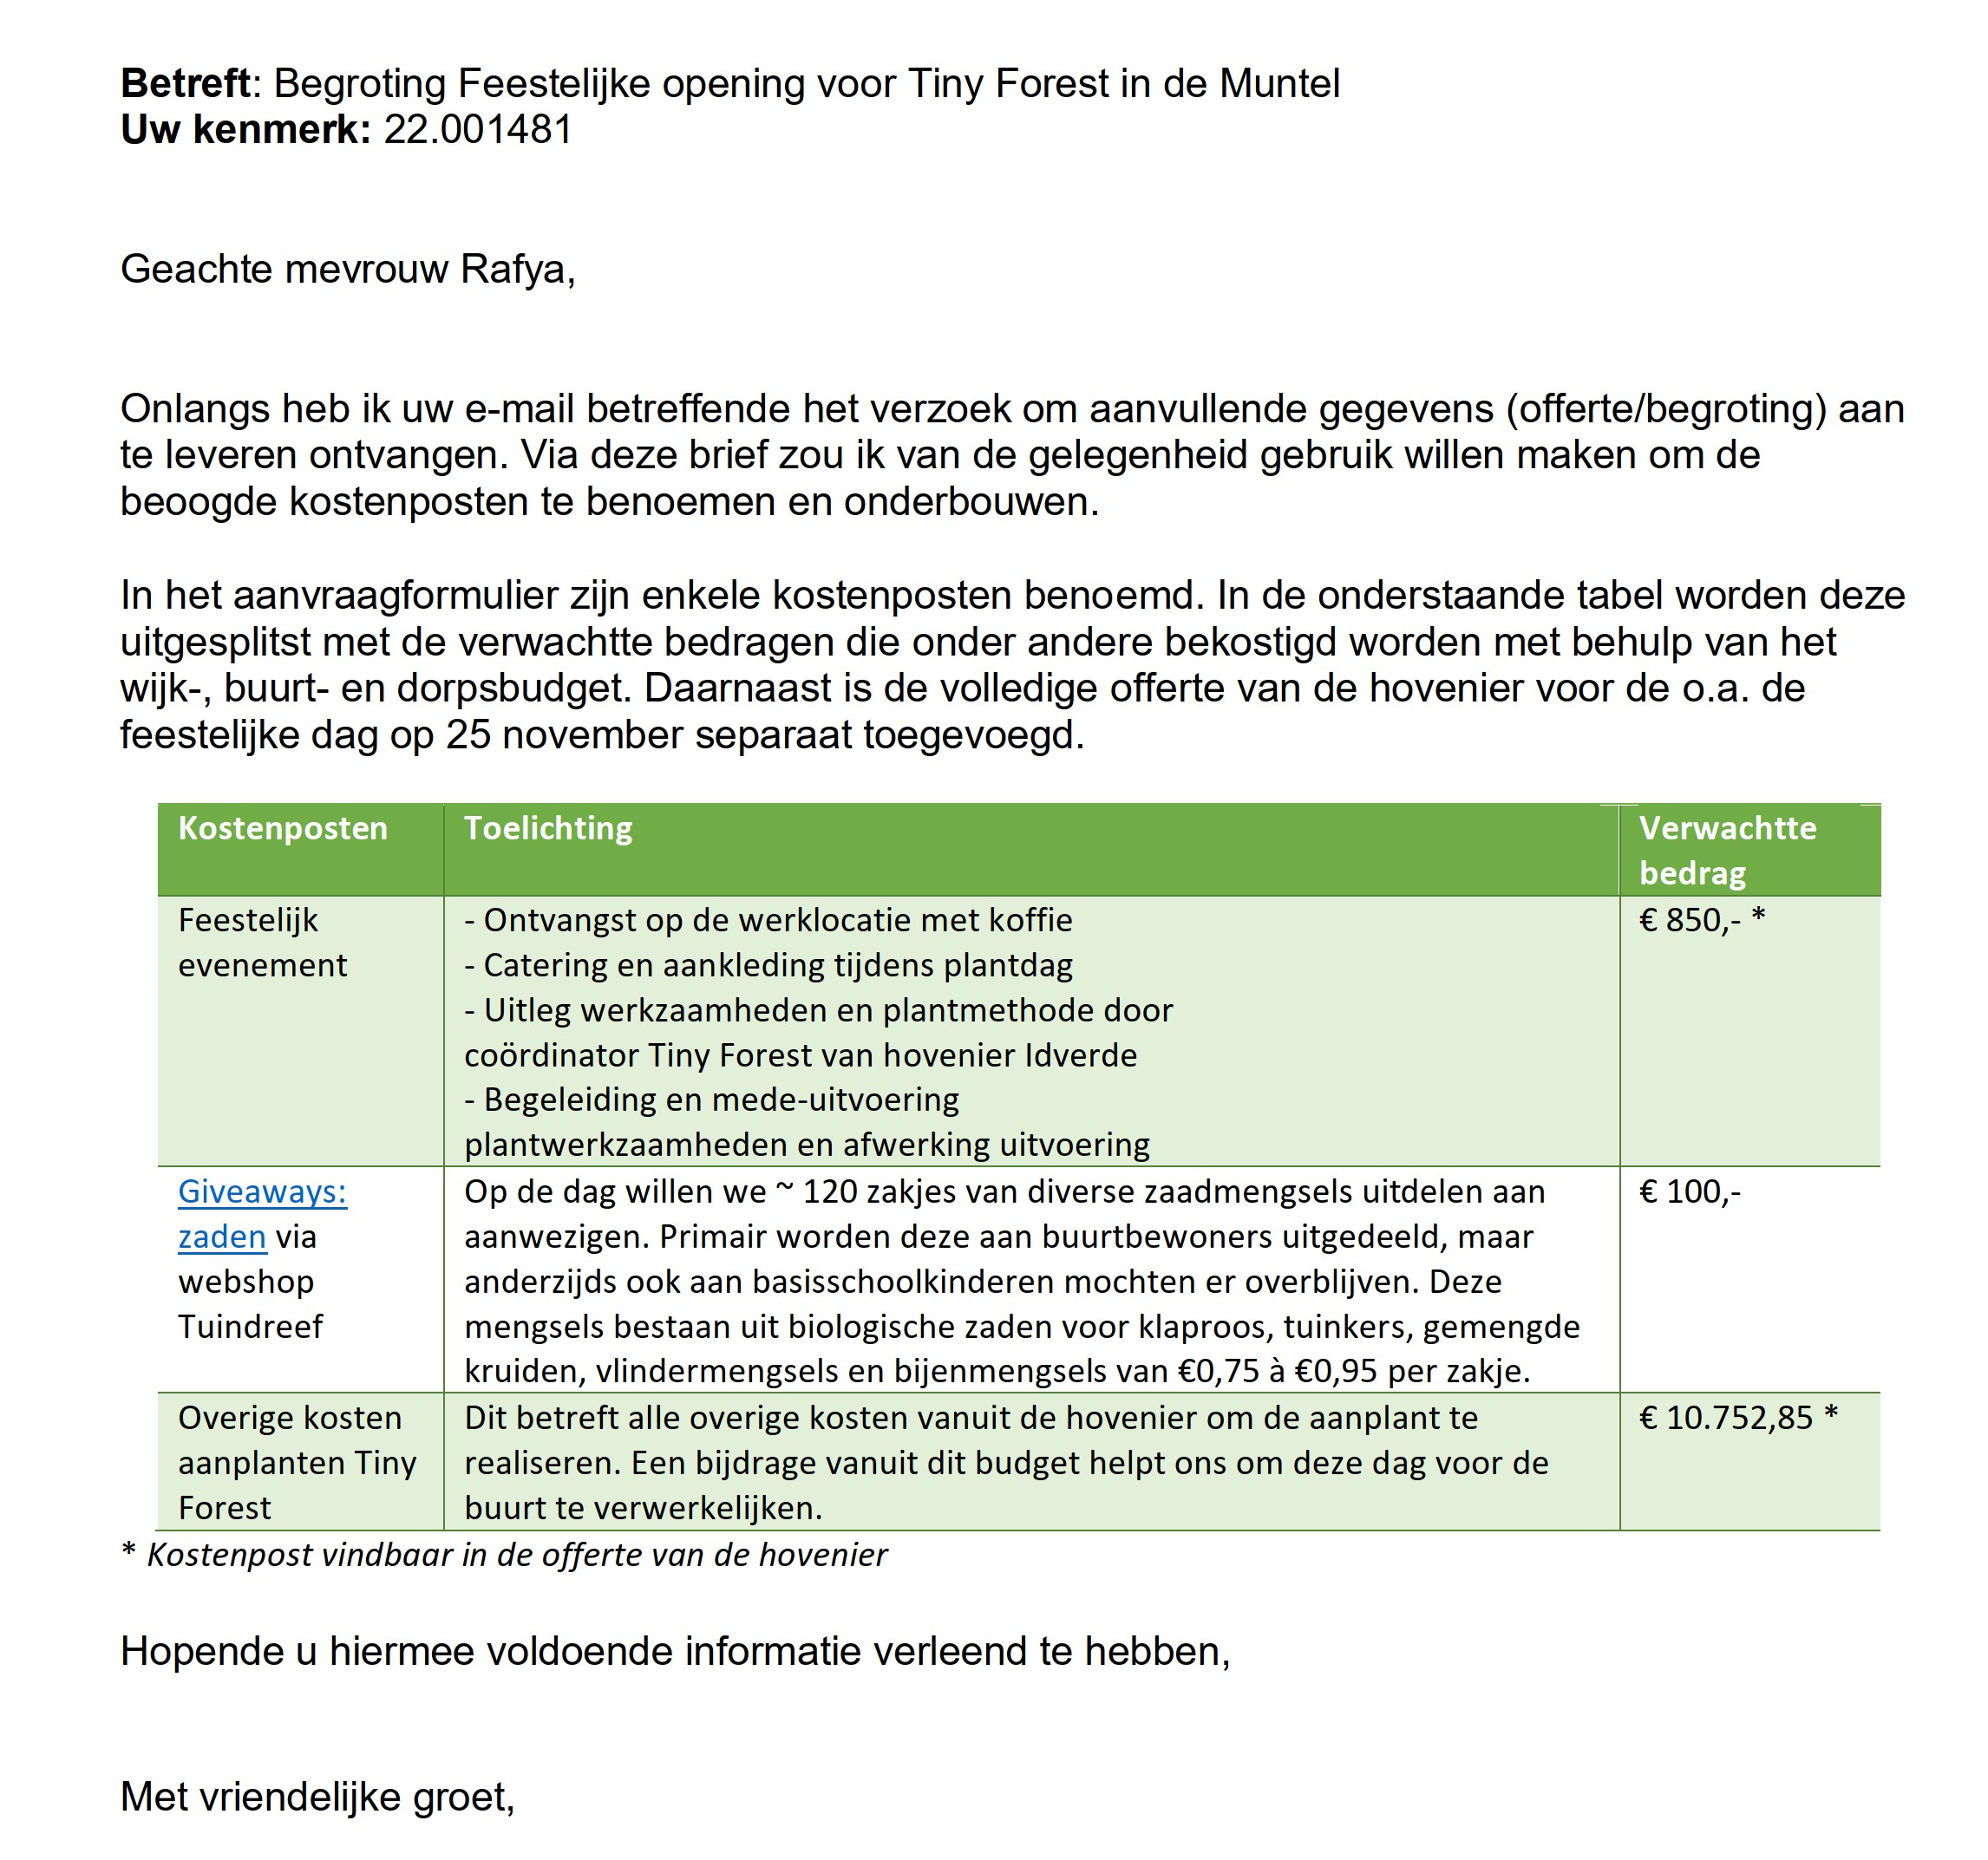 Betreft: Begroting Feestelijke opening voor Tiny Forest in de Muntel
Uw kenmerk: 22.001481
Geachte mevrouw Rafya,
Onlangs heb ik uw e-mail betreffende het verzoek om aanvullende gegevens (offerte/begroting) aan
te leveren ontvangen. Via deze brief zou ik van de gelegenheid gebruik willen maken om de
beoogde kostenposten te benoemen en onderbouwen.
In het aanvraagformulier zijn enkele kostenposten benoemd. In de onderstaande tabel worden deze
uitgesplitst met de verwachtte bedragen die onder andere bekostigd worden met behulp van het
wijk-, buurt- en dorpsbudget. Daarnaast is de volledige offerte van de hovenier voor de o.a. de
feestelijke dag op 25 november separaat toegevoegd.
Kostenposten
Toelichting
Verwachtte
bedrag
Feestelijk
evenement
- Ontvangst op de werklocatie met koffie
- Catering en aankleding tijdens plantdag
- Uitleg werkzaamheden en plantmethode door
coördinator Tiny Forest van hovenier Idverde
- Begeleiding en mede-uitvoering
plantwerkzaamheden en afwerking uitvoering
€ 850,- *
Giveaways:
zaden via
webshop
Tuindreef
Op de dag willen we ~ 120 zakjes van diverse zaadmengsels uitdelen aan
aanwezigen. Primair worden deze aan buurtbewoners uitgedeeld, maar
anderzijds ook aan basisschoolkinderen mochten er overblijven. Deze
mengsels bestaan uit biologische zaden voor klaproos, tuinkers, gemengde
kruiden, vlindermengsels en bijenmengsels van €0,75 à €0,95 per zakje.
€ 100,-
Overige kosten
aanplanten Tiny
Forest
Dit betreft alle overige kosten vanuit de hovenier om de aanplant te
realiseren. Een bijdrage vanuit dit budget helpt ons om deze dag voor de
buurt te verwerkelijken.
€ 10.752,85 *
* Kostenpost vindbaar in de offerte van de hovenier
Hopende u hiermee voldoende informatie verleend te hebben,
Met vriendelijke groet,